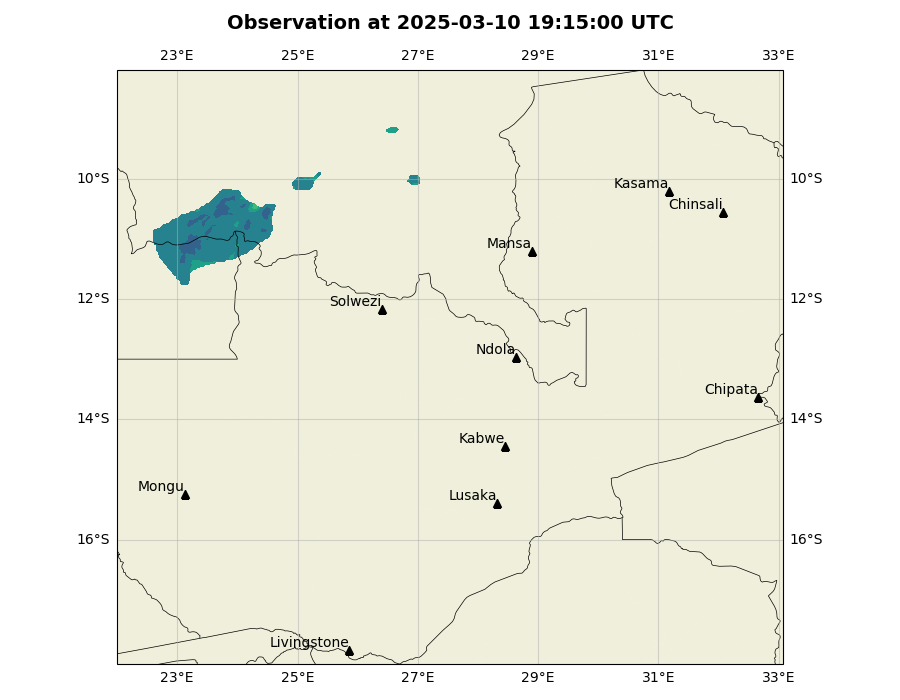 Observation at 2025-03-10 19:15:00 UTC
23°E 25°E 27°E 29°E 31°E 33°E
10°S 10°S
Kasama
Chinsali
Mansa
12°S 12°S
Solwezi
Ndola
Chipata
14°S 14°S
Kabwe
Mongu
Lusaka
16°S 16°S
Livingstone
23°E 25°E 27°E 29°E 31°E 33°E